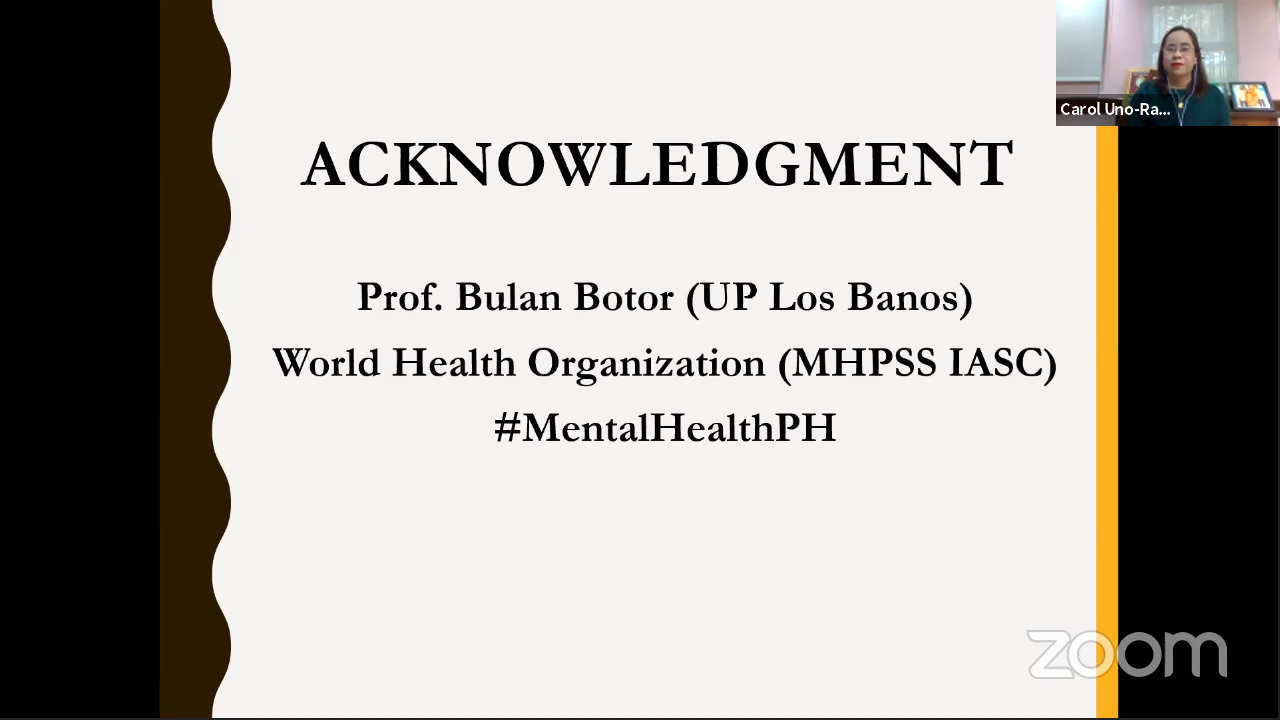 Carol Uno-Ra...
ACKNOWLEDGMENT
Prof. Bulan Botor (UP Los Banos)
World Health Organization (MHPSS IASC)
#MentalHealthPH
zoom